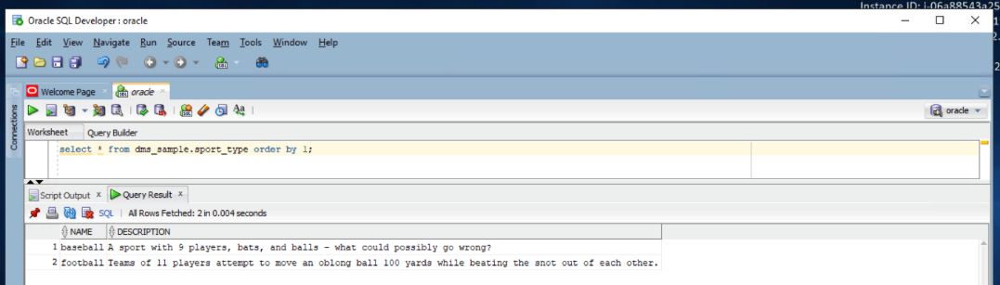 Instance ID: i-06a88543a25
Oracle SQL Developer : oracle
File Edit View Navigate Run Source Team Tools Window Help
Welcome Page
oracle
oracle
Connections
Worksheet Query Builder
select * from dms_sample.sport_type order by 1;
Script Output x Query Result x
SQL | All Rows Fetched: 2 in 0.004 seconds
NAME DESCRIPTION
1 baseball A sport with 9 players, bats, and balls - what could possibly go wrong?
2 football Teams of 11 players attempt to move an oblong ball 100 yards while beating the snot out of each other.